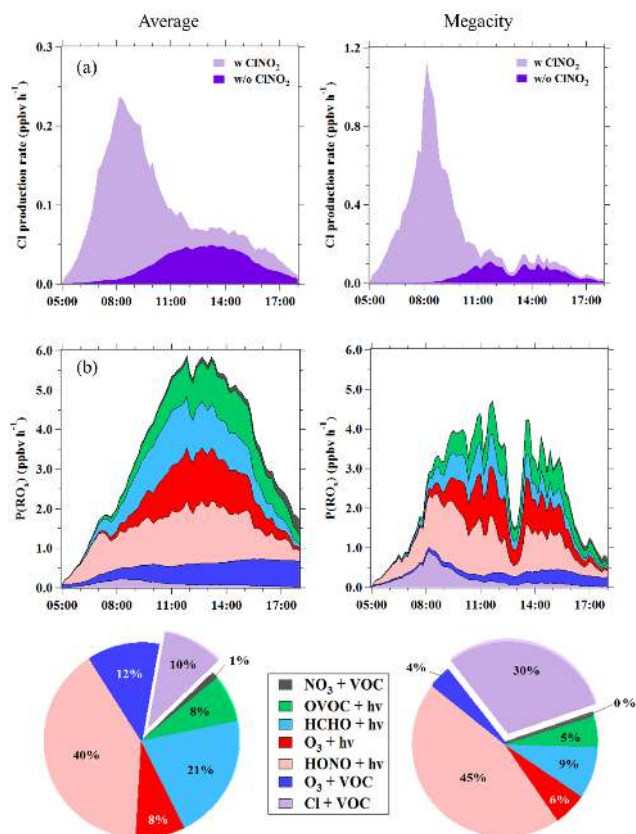 Average Megacity
(a)
w ClNO₂
w/o ClNO₂
w ClNO₂
w/o ClNO₂
Cl production rate (ppbv h⁻¹)
0.3
0.2
0.1
0.0
05:00 08:00 11:00 14:00 17:00
Cl production rate (ppbv h⁻¹)
1.2
0.8
0.4
0.0
05:00 08:00 11:00 14:00 17:00
(b)
P(ROₓ) (ppbv h⁻¹)
6.0
5.0
4.0
3.0
2.0
1.0
0.0
05:00 08:00 11:00 14:00 17:00
P(ROₓ) (ppbv h⁻¹)
6.0
5.0
4.0
3.0
2.0
1.0
0.0
05:00 08:00 11:00 14:00 17:00
12%
10%
1%
8%
21%
8%
40%
NO₃ + VOC
OVOC + hv
HCHO + hv
O₃ + hv
HONO + hv
O₃ + VOC
Cl + VOC
4%
30%
0%
5%
9%
6%
45%